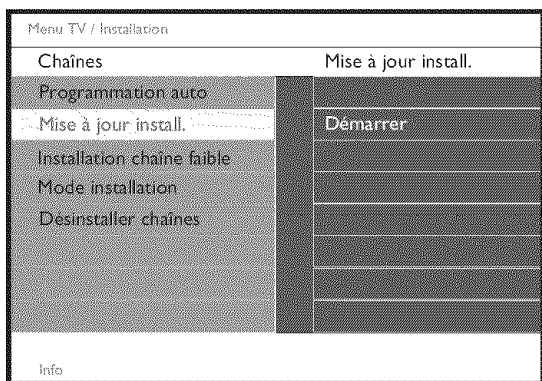 Menu TV / Installation
Chaînes
Mise à jour install.
Programmation auto
Mise à jour install.
Démarrer
Installation chaîne faible
Mode installation
Désinstaller chaînes
Info